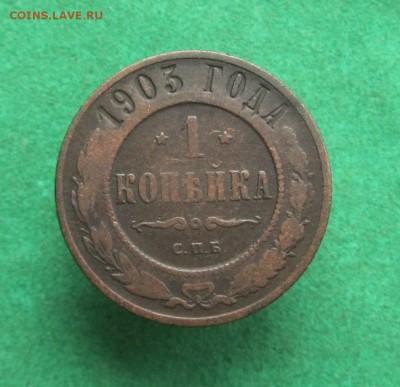 COINS.LAVE.RU
1903 ГОДА
* 1 *
КОПѢЙКА
С.П.Б.